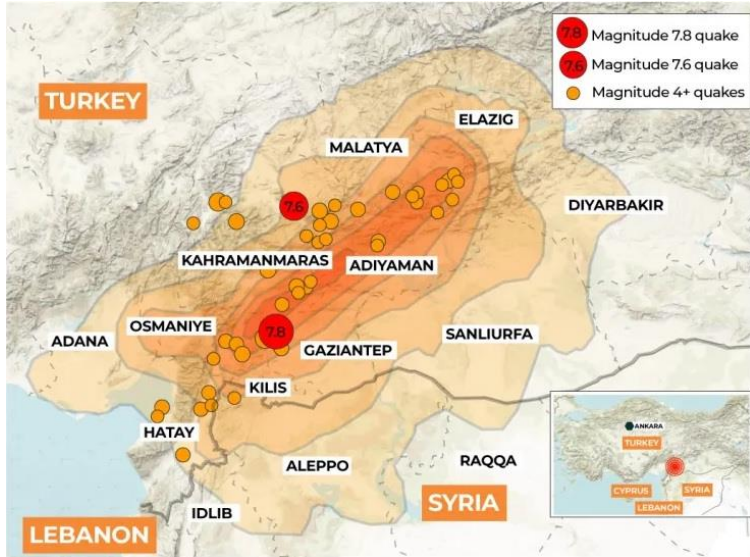 7.8 Magnitude 7.8 quake
7.6 Magnitude 7.6 quake
Magnitude 4+ quakes
TURKEY
ELAZIG
MALATYA
DIYARBAKIR
7.6
KAHRAMANMARAS
ADIYAMAN
OSMANIYE
7.8
SANLIURFA
ADANA
GAZIANTEP
KILIS
HATAY
ALEPPO
RAQQA
IDLIB
SYRIA
LEBANON
ANKARA
TURKEY
CYPRUS
SYRIA
LEBANON